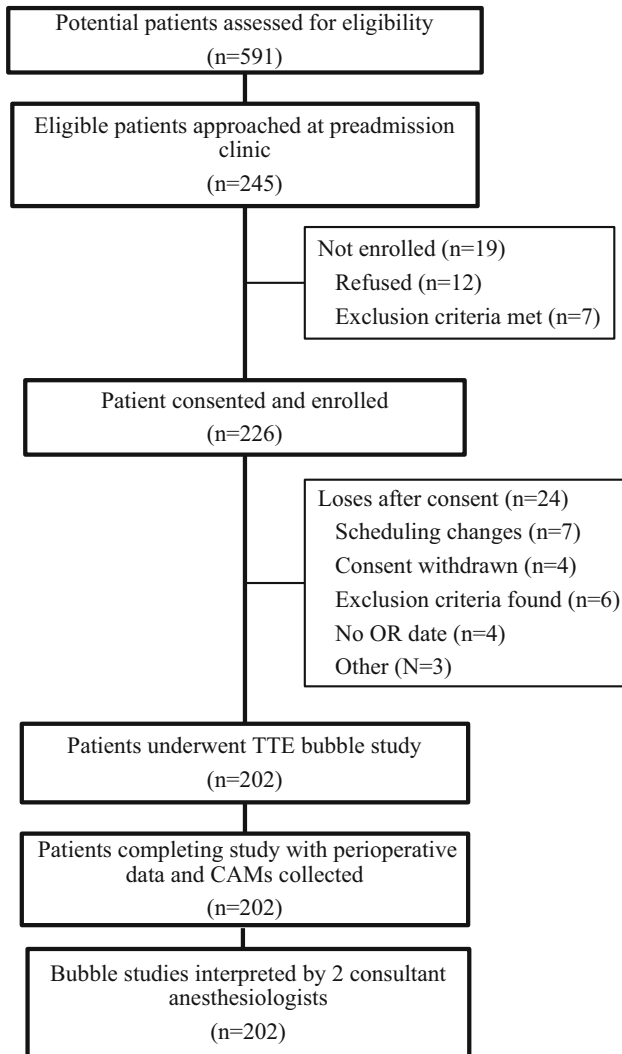 Potential patients assessed for eligibility
(n=591)
Eligible patients approached at preadmission
clinic
(n=245)
Not enrolled (n=19)
Refused (n=12)
Exclusion criteria met (n=7)
Patient consented and enrolled
(n=226)
Loses after consent (n=24)
Scheduling changes (n=7)
Consent withdrawn (n=4)
Exclusion criteria found (n=6)
No OR date (n=4)
Other (N=3)
Patients underwent TTE bubble study
(n=202)
Patients completing study with perioperative
data and CAMs collected
(n=202)
Bubble studies interpreted by 2 consultant
anesthesiologists
(n=202)